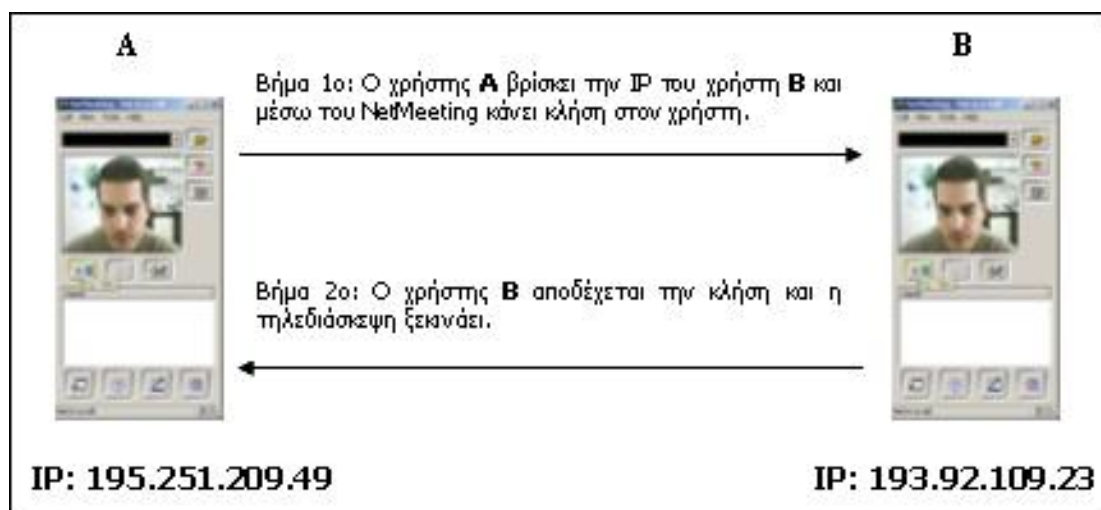 A
B
Βήμα 1ο: Ο χρήστης A βρίσκει την IP του χρήστη B και
μέσω του NetMeeting κάνει κλήση στον χρήστη.
Βήμα 2ο: Ο χρήστης B αποδέχεται την κλήση και η
τηλεδιάσκεψη ξεκινάει.
IP: 195.251.209.49
IP: 193.92.109.23